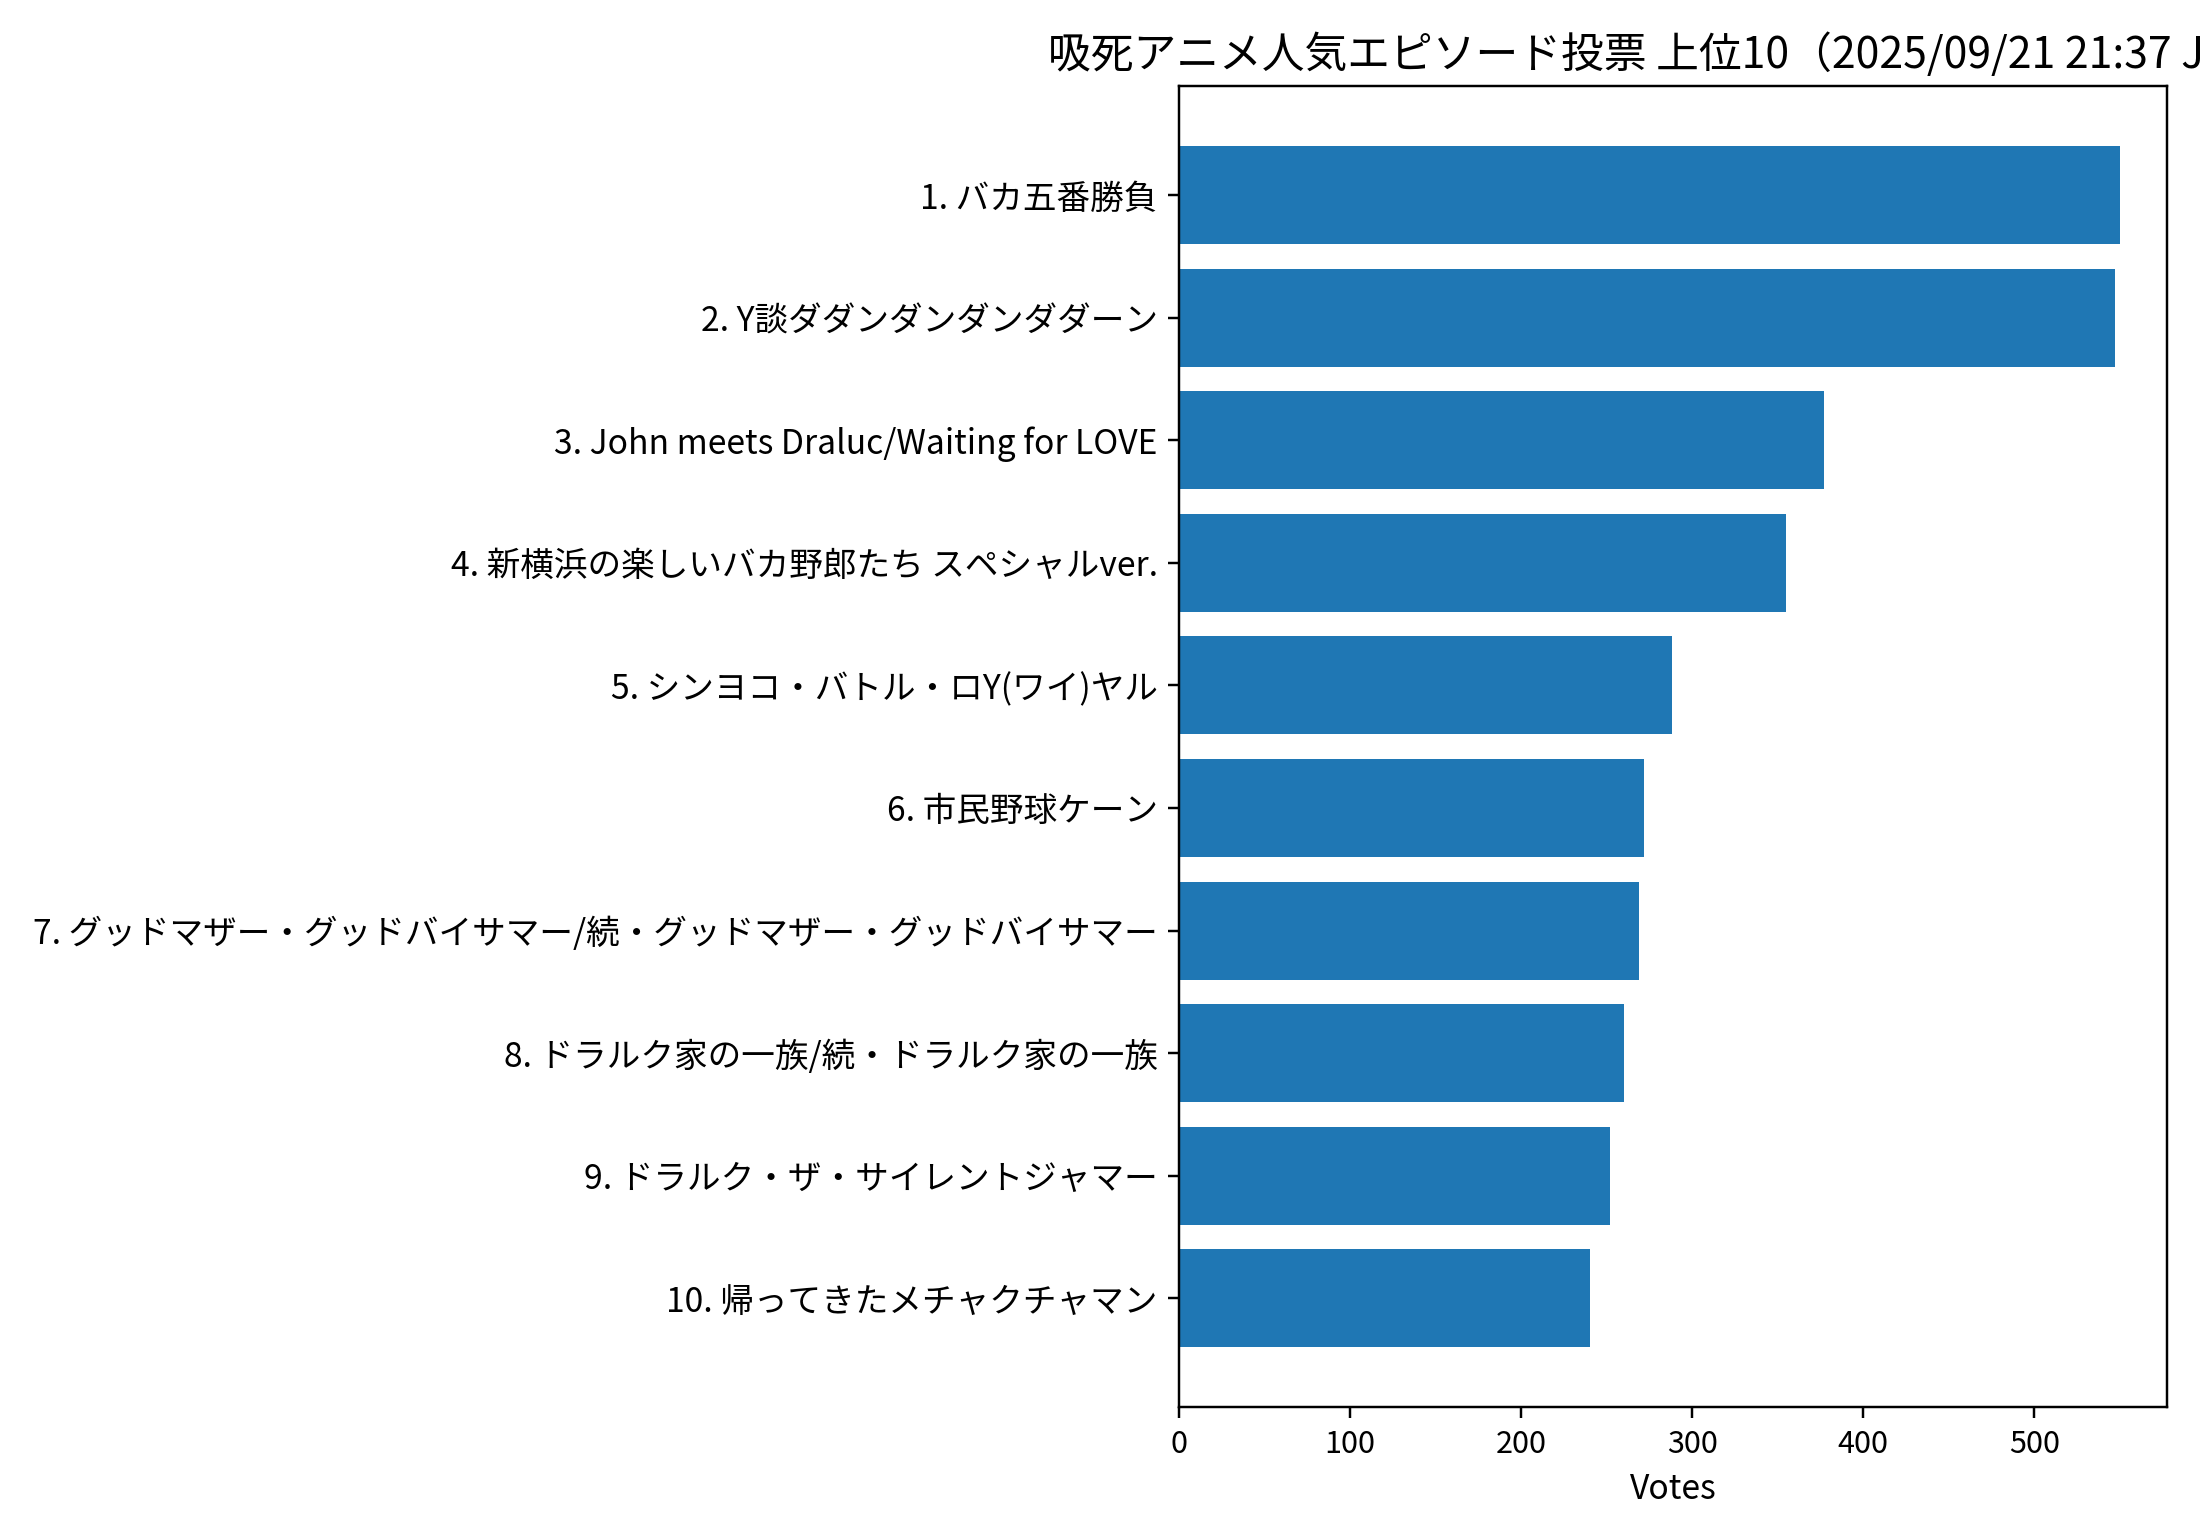 吸死アニメ人気エピソード投票 上位10（2025/09/21 21:37 J
1. バカ五番勝負
2. Y談ダダンダンダンダダーン
3. John meets Draluc/Waiting for LOVE
4. 新横浜の楽しいバカ野郎たち スペシャルver.
5. シンヨコ・バトル・ロY(ワイ)ヤル
6. 市民野球ケーン
7. グッドマザー・グッドバイサマー/続・グッドマザー・グッドバイサマー
8. ドラルク家の一族/続・ドラルク家の一族
9. ドラルク・ザ・サイレントジャマー
10. 帰ってきたメチャクチャマン
0 100 200 300 400 500
Votes